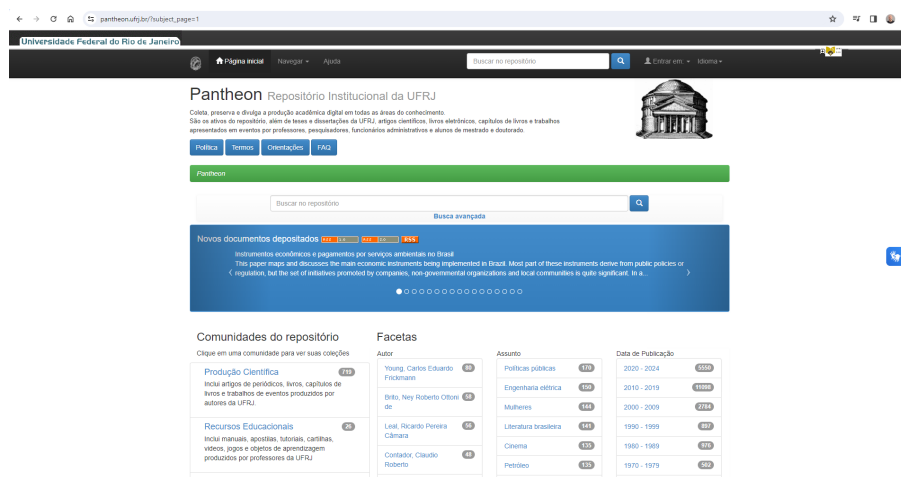 pantheon.ufrj.br/?subject_page=1
Universidade Federal do Rio de Janeiro
Página inicial Navegar Ajuda Buscar no repositório Entrar em: Idioma
Pantheon Repositório Institucional da UFRJ
Coleta, preserva e divulga a produção acadêmica digital em todas as áreas do conhecimento.
São os ativos do repositório, além de teses e dissertações da UFRJ, artigos científicos, livros eletrônicos, capítulos de livros e trabalhos
apresentados em eventos por professores, pesquisadores, funcionários administrativos e alunos de mestrado e doutorado.
Política Termos Orientações FAQ
Pantheon
Buscar no repositório
Busca avançada
Novos documentos depositados RSS 1.0 RSS 2.0 RSS
Instrumentos econômicos e pagamentos por serviços ambientais no Brasil
This paper maps and discusses the main economic instruments being implemented in Brazil. Most part of these instruments derive from public policies or
regulation, but the set of initiatives promoted by companies, non-governmental organizations and local communities is quite significant. In a...
Comunidades do repositório
Clique em uma comunidade para ver suas coleções
Produção Científica 719
Inclui artigos de periódicos, livros, capítulos de
livros e trabalhos de eventos produzidos por
autores da UFRJ.
Recursos Educacionais 26
Inclui manuais, apostilas, tutoriais, cartilhas,
vídeos, jogos e objetos de aprendizagem
produzidos por professores da UFRJ
Facetas
Autor
Young, Carlos Eduardo 80
Frickmann
Brito, Ney Roberto Ottoni 58
de
Leal, Ricardo Pereira 56
Câmara
Contador, Claudio 48
Roberto
Assunto
Políticas públicas 170
Engenharia elétrica 150
Mulheres 144
Literatura brasileira 141
Cinema 135
Petróleo 135
Data de Publicação
2020 - 2024 5550
2010 - 2019 11098
2000 - 2009 2784
1990 - 1999 897
1980 - 1989 976
1970 - 1979 502